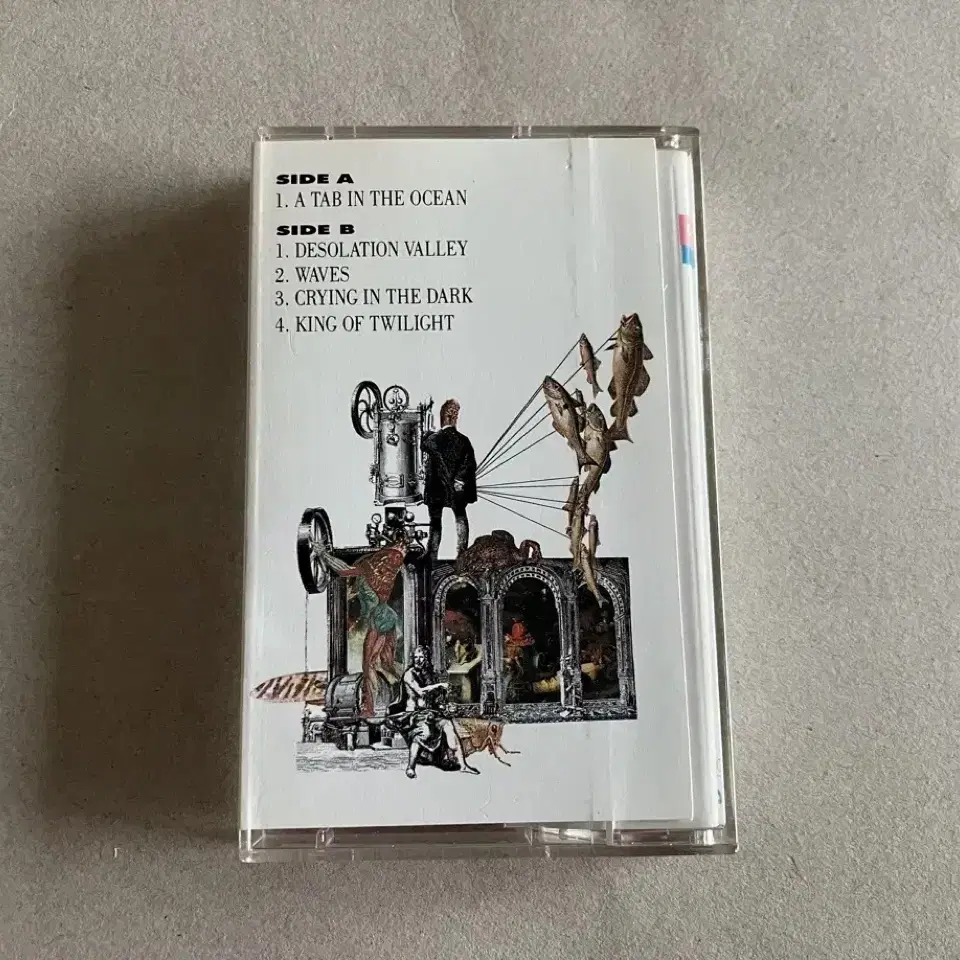 SIDE A
1. A TAB IN THE OCEAN
SIDE B
1. DESOLATION VALLEY
2. WAVES
3. CRYING IN THE DARK
4. KING OF TWILIGHT